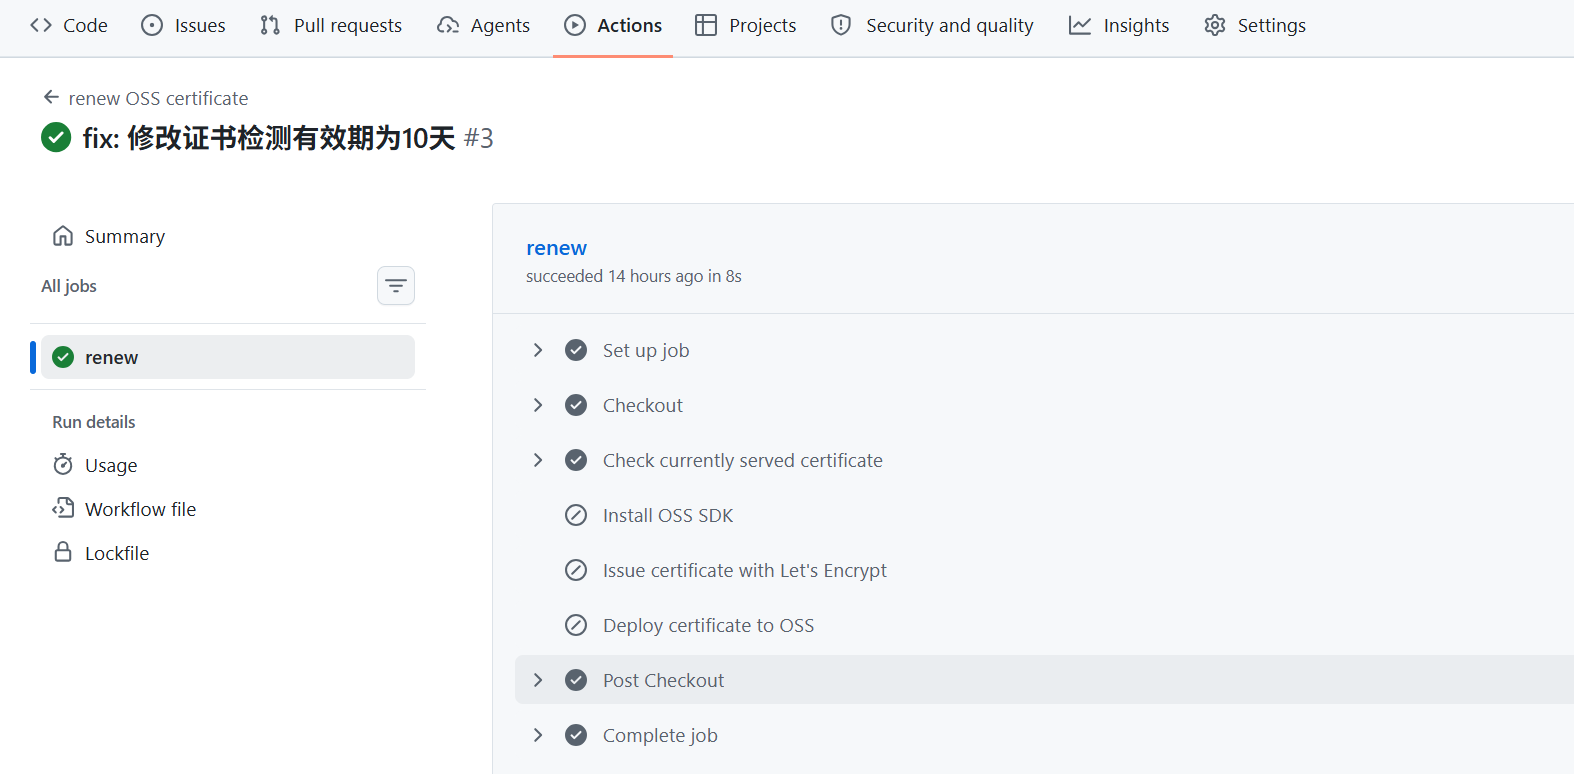 Code Issues Pull requests Agents Actions Projects Security and quality Insights Settings
renew OSS certificate
fix: 修改证书检测有效期为10天 #3
Summary
All jobs
renew
Run details
Usage
Workflow file
Lockfile
renew
succeeded 14 hours ago in 8s
Set up job
Checkout
Check currently served certificate
Install OSS SDK
Issue certificate with Let's Encrypt
Deploy certificate to OSS
Post Checkout
Complete job